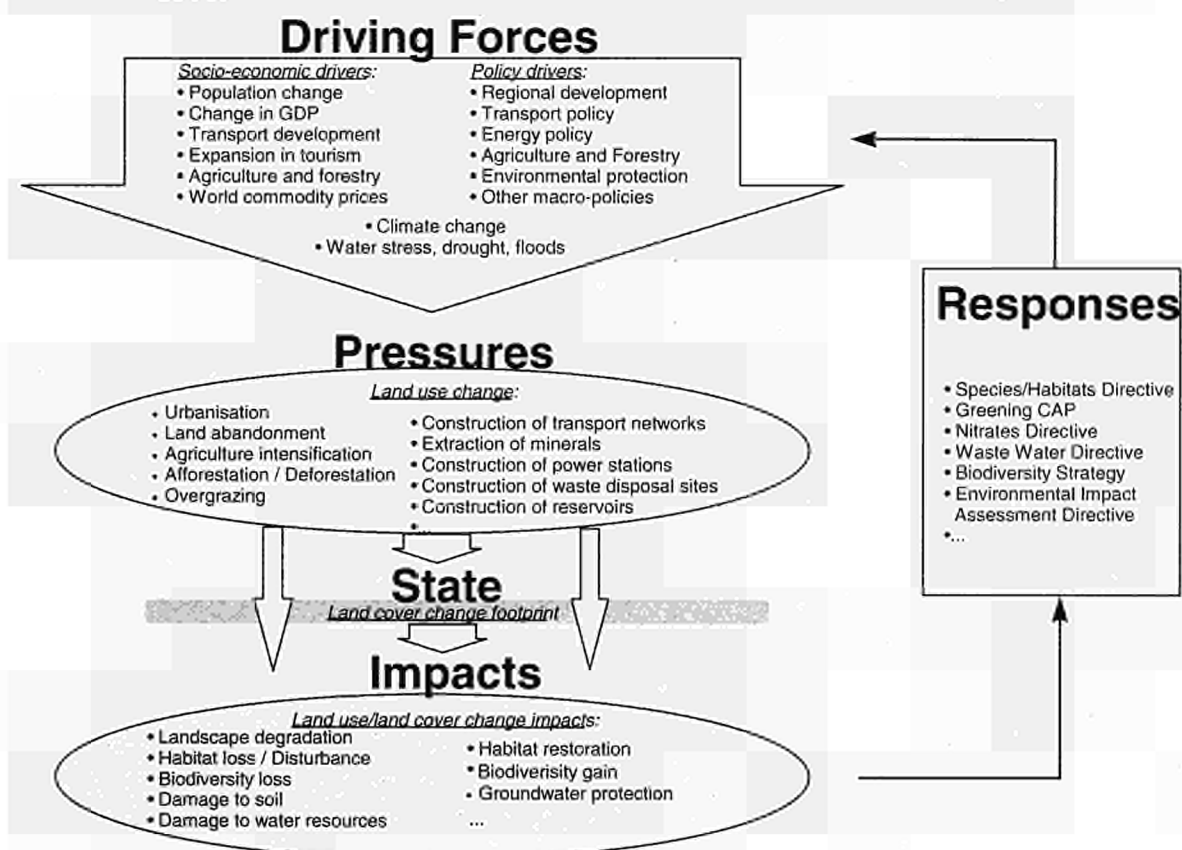 Driving Forces
Socio-economic drivers:
• Population change
• Change in GDP
• Transport development
• Expansion in tourism
• Agriculture and forestry
• World commodity prices
Policy drivers:
• Regional development
• Transport policy
• Energy policy
• Agriculture and Forestry
• Environmental protection
• Other macro-policies
• Climate change
• Water stress, drought, floods
Pressures
Land use change:
• Urbanisation
• Land abandonment
• Agriculture intensification
• Afforestation / Deforestation
• Overgrazing
• Construction of transport networks
• Extraction of minerals
• Construction of power stations
• Construction of waste disposal sites
• Construction of reservoirs
•...
State
Land cover change footprint
Impacts
Land use/land cover change impacts:
• Landscape degradation
• Habitat loss / Disturbance
• Biodiversity loss
• Damage to soil
• Damage to water resources
• Habitat restoration
• Biodiverisity gain
• Groundwater protection
...
Responses
• Species/Habitats Directive
• Greening CAP
• Nitrates Directive
• Waste Water Directive
• Biodiversity Strategy
• Environmental Impact
Assessment Directive
•...